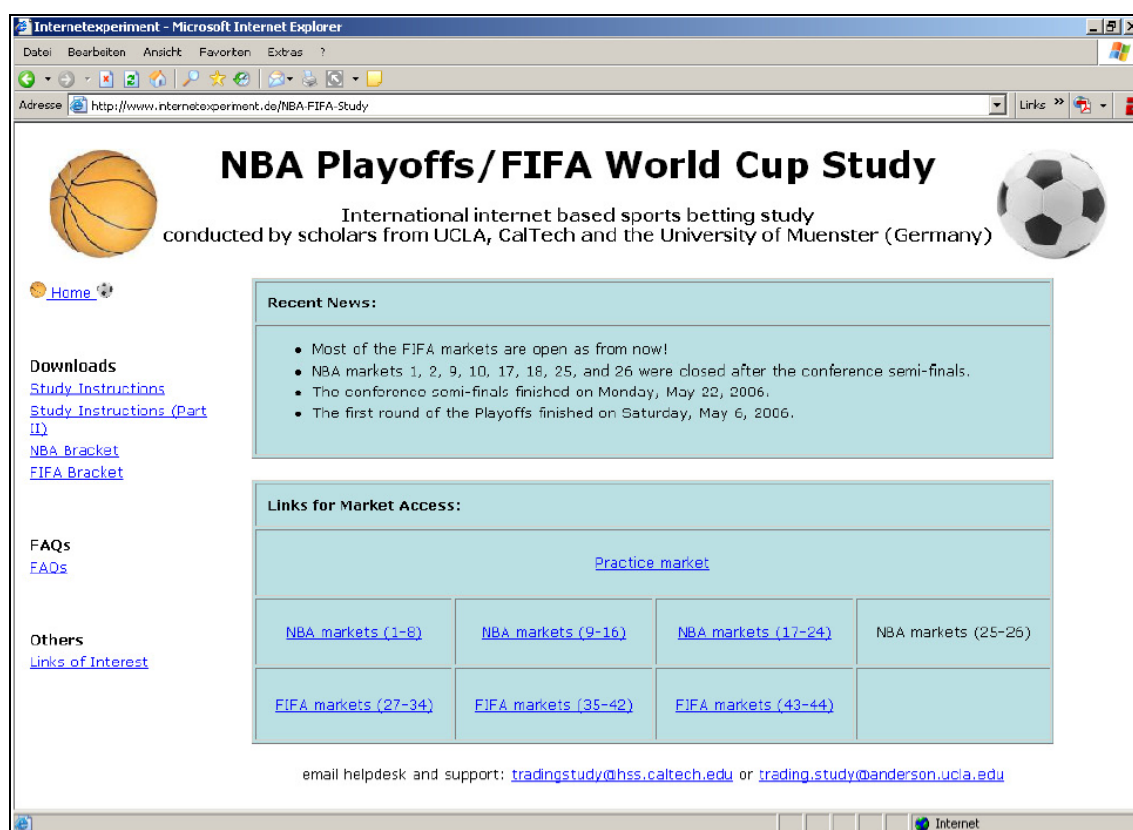 Internetexperiment - Microsoft Internet Explorer
Datei Bearbeiten Ansicht Favoriten Extras ?
Adresse http://www.internetexperiment.de/NBA-FIFA-Study Links »
NBA Playoffs/FIFA World Cup Study
International internet based sports betting study
conducted by scholars from UCLA, CalTech and the University of Muenster (Germany)
Home
Recent News:
• Most of the FIFA markets are open as from now!
• NBA markets 1, 2, 9, 10, 17, 18, 25, and 26 were closed after the conference semi-finals.
• The conference semi-finals finished on Monday, May 22, 2006.
• The first round of the Playoffs finished on Saturday, May 6, 2006.
Downloads
Study Instructions
Study Instructions (Part
II)
NBA Bracket
FIFA Bracket
FAQs
FAQs
Others
Links of Interest
Links for Market Access:
Practice market
NBA markets (1-8) NBA markets (9-16) NBA markets (17-24) NBA markets (25-26)
FIFA markets (27-34) FIFA markets (35-42) FIFA markets (43-44)
email helpdesk and support: tradingstudy@hss.caltech.edu or trading.study@anderson.ucla.edu
Internet